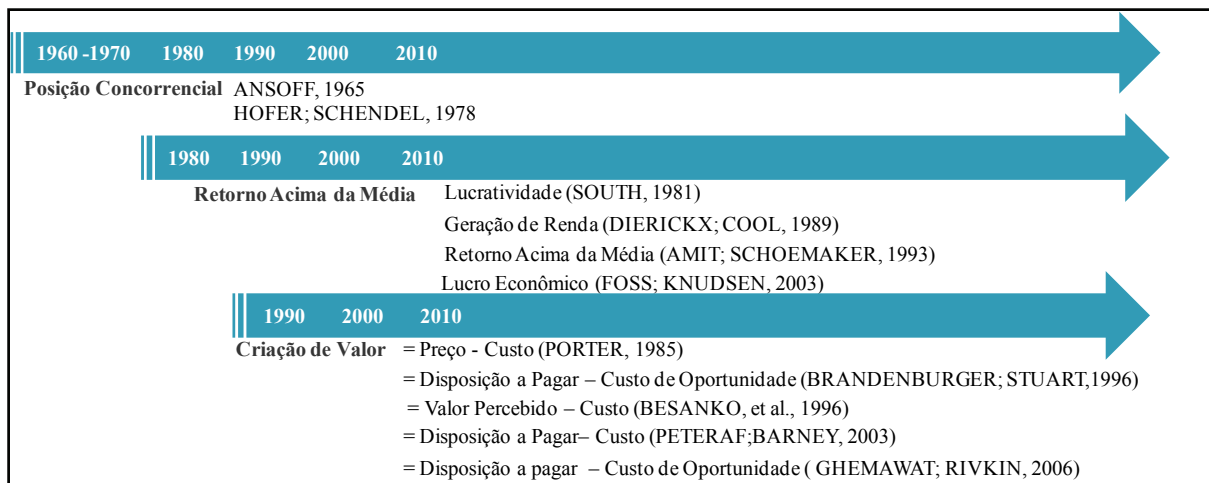 1960 -1970 1980 1990 2000 2010
Posição Concorrencial ANSOFF, 1965
HOFER; SCHENDEL, 1978
1980 1990 2000 2010
Retorno Acima da Média Lucratividade (SOUTH, 1981)
Geração de Renda (DIERICKX; COOL, 1989)
Retorno Acima da Média (AMIT; SCHOEMAKER, 1993)
Lucro Econômico (FOSS; KNUDSEN, 2003)
1990 2000 2010
Criação de Valor = Preço - Custo (PORTER, 1985)
= Disposição a Pagar – Custo de Oportunidade (BRANDENBURGER; STUART,1996)
= Valor Percebido – Custo (BESANKO, et al., 1996)
= Disposição a Pagar– Custo (PETERAF;BARNEY, 2003)
= Disposição a pagar – Custo de Oportunidade ( GHEMAWAT; RIVKIN, 2006)